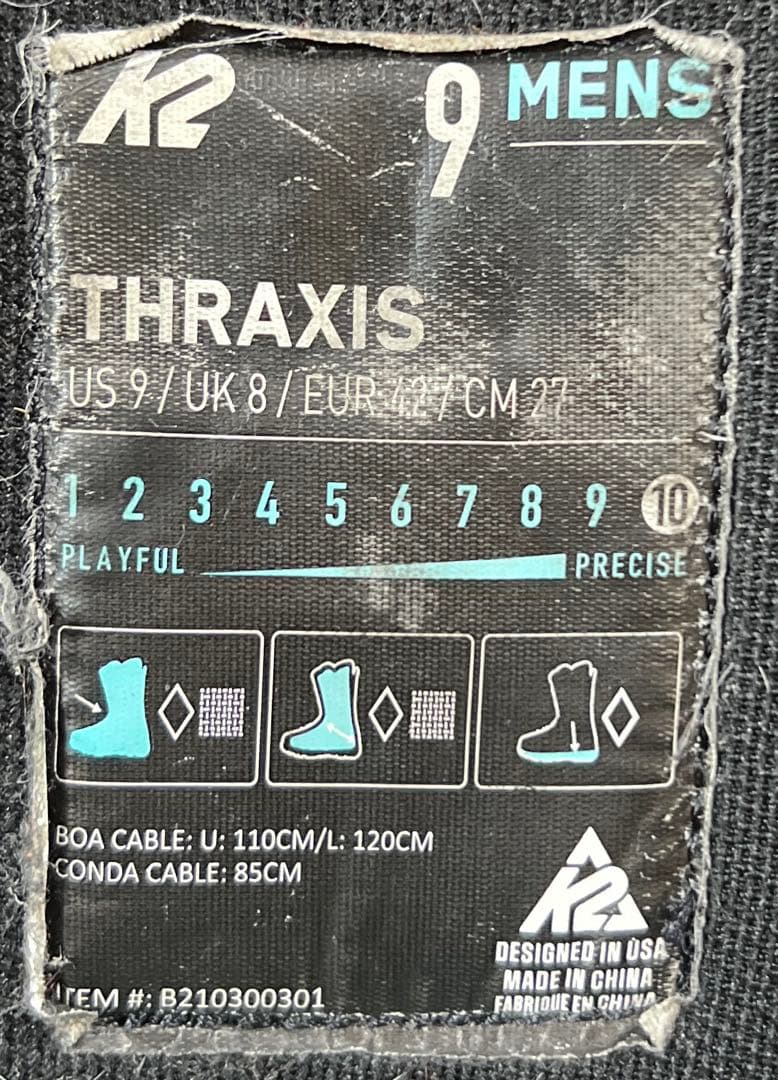 K2 9 MENS
THRAXIS
US 9 / UK 8 / EUR 42 / CM 27
1 2 3 4 5 6 7 8 9 10
PLAYFUL PRECISE
BOA CABLE: U: 110CM/L: 120CM
CONDA CABLE: 85CM
K2
DESIGNED IN USA
MADE IN CHINA
FABRIQUE EN CHINA
ITEM #: B210300301